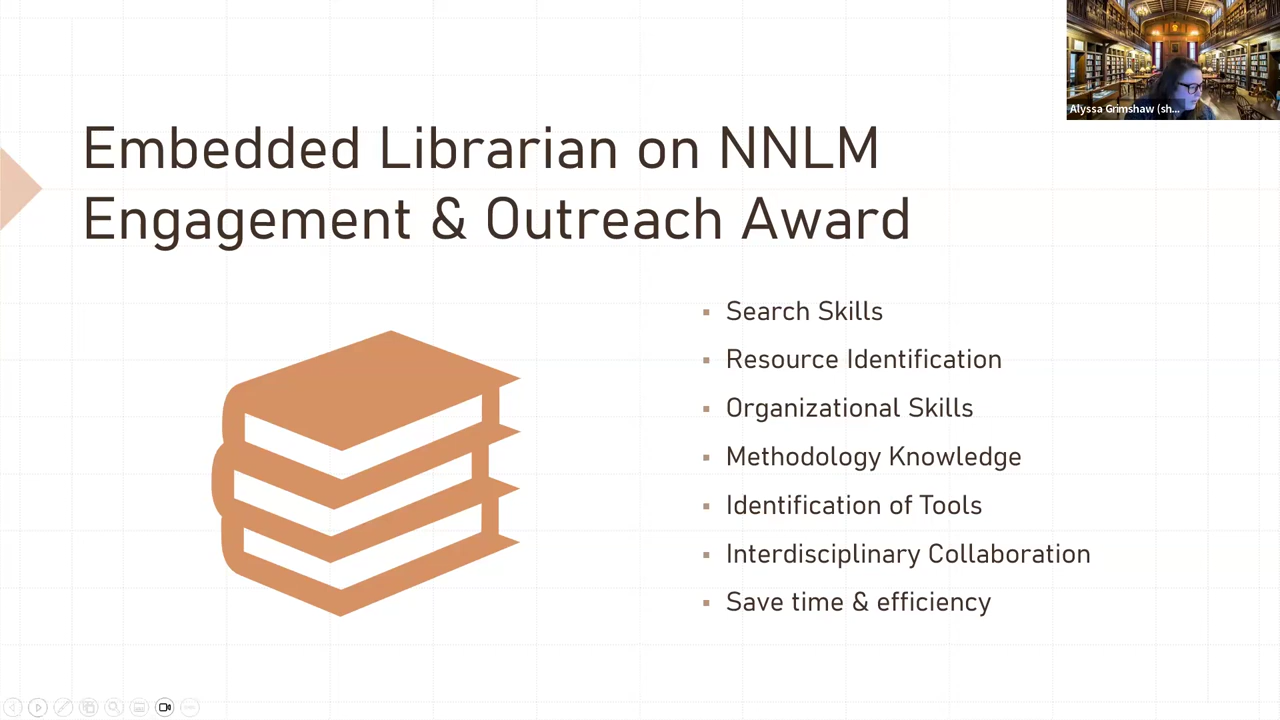 Alyssa Grimshaw (sh...
Embedded Librarian on NNLM
Engagement & Outreach Award
Search Skills
Resource Identification
Organizational Skills
Methodology Knowledge
Identification of Tools
Interdisciplinary Collaboration
Save time & efficiency